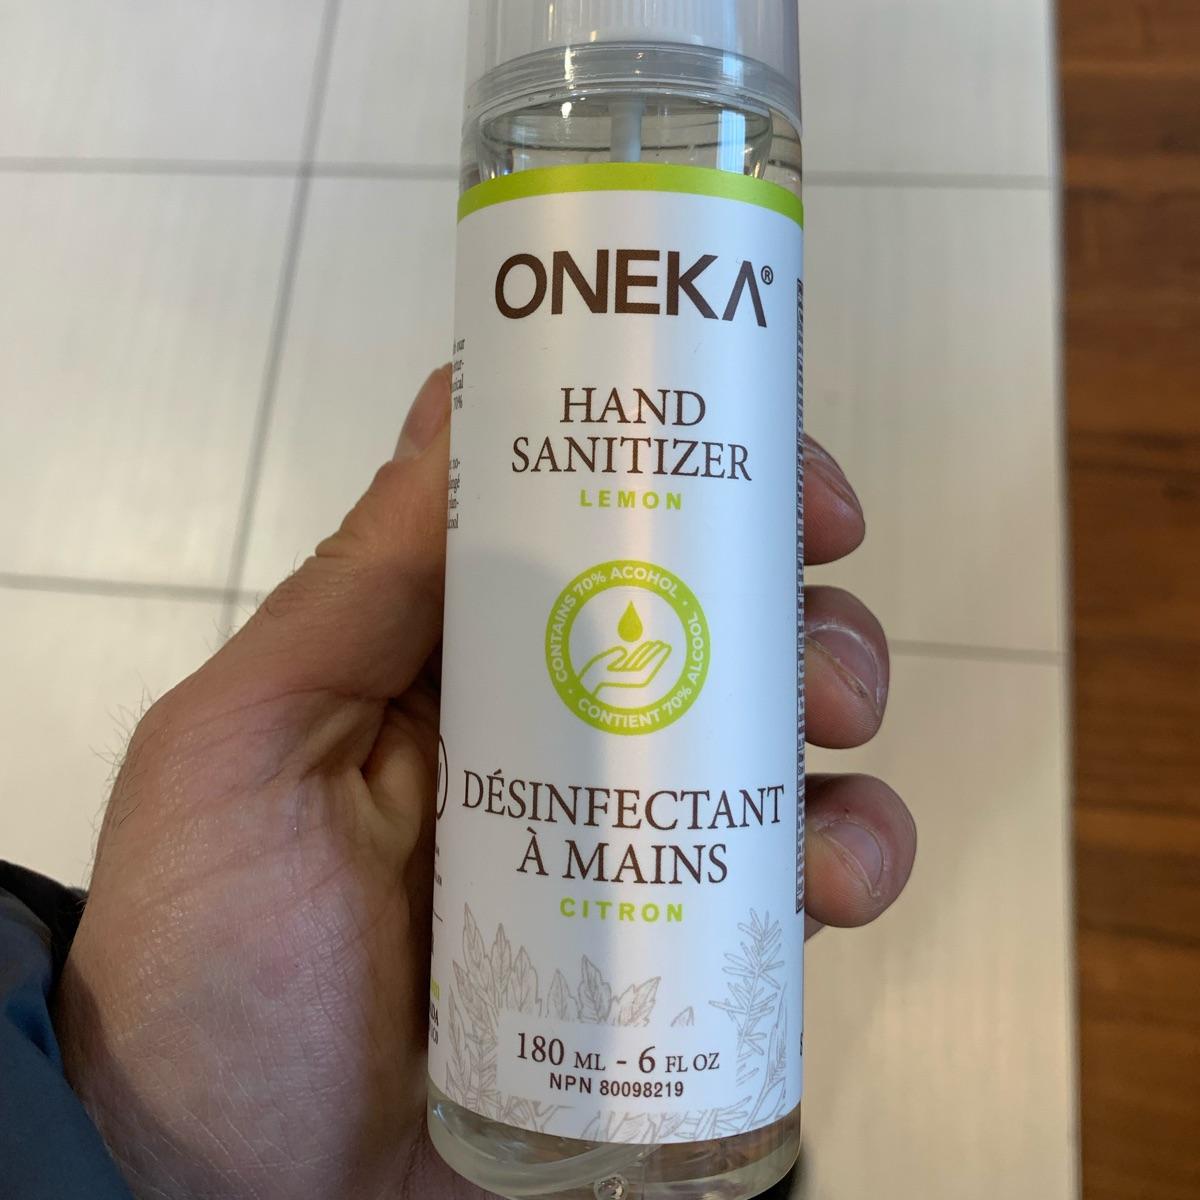 ONEKA®
HAND
SANITIZER
LEMON
CONTAINS 70% ACOHOL
CONTIENT 70% ALCOOL
DÉSINFECTANT
À MAINS
CITRON
180 ML - 6 FL OZ
NPN 80098219
70%